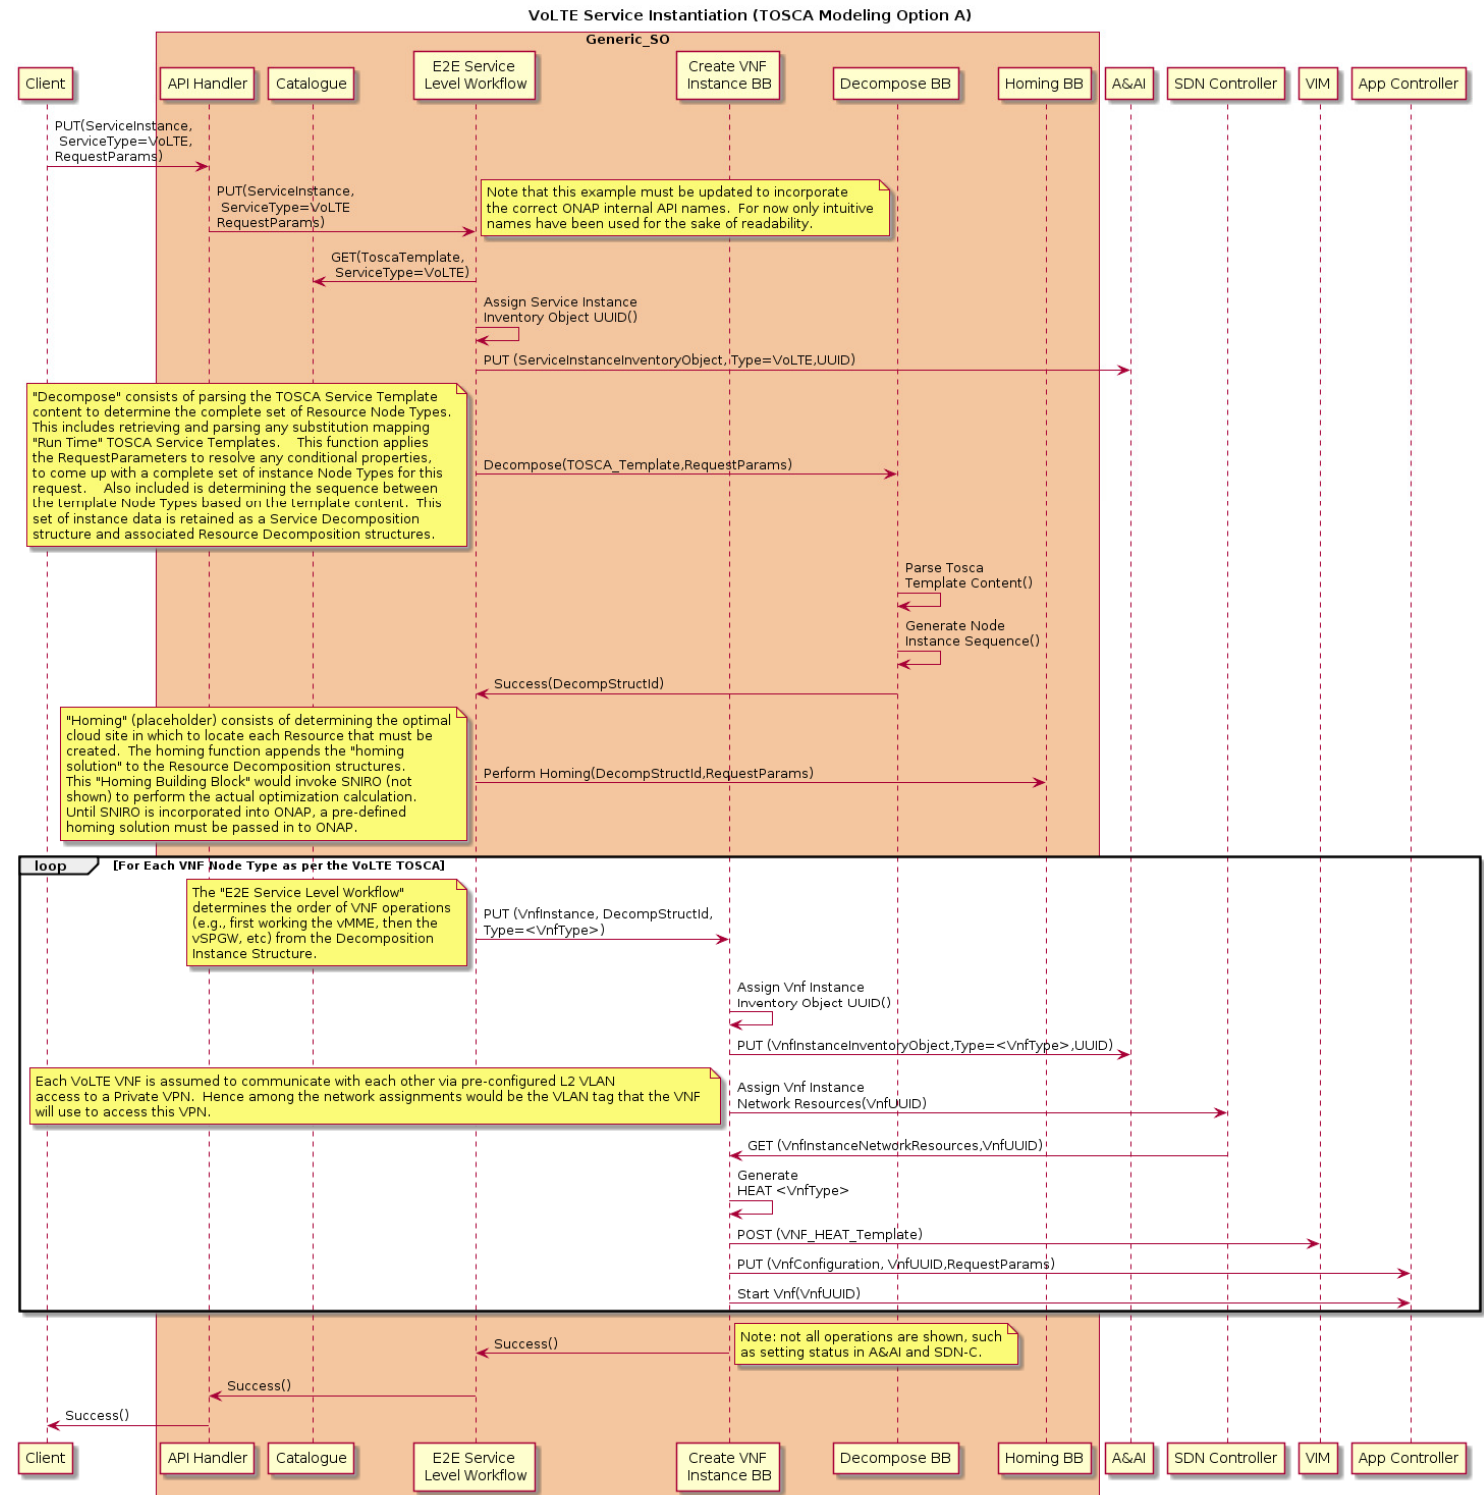 VoLTE Service Instantiation (TOSCA Modeling Option A)
Generic_SO
Client
API Handler
Catalogue
E2E Service
Level Workflow
Create VNF
Instance BB
Decompose BB
Homing BB
A&AI
SDN Controller
VIM
App Controller
PUT(ServiceInstance,
ServiceType=VoLTE,
RequestParams)
PUT(ServiceInstance,
ServiceType=VoLTE
RequestParams)
Note that this example must be updated to incorporate
the correct ONAP internal API names.  For now only intuitive
names have been used for the sake of readability.
GET(ToscaTemplate,
ServiceType=VoLTE)
Assign Service Instance
Inventory Object UUID()
PUT (ServiceInstanceInventoryObject, Type=VoLTE,UUID)
"Decompose" consists of parsing the TOSCA Service Template
content to determine the complete set of Resource Node Types.
This includes retrieving and parsing any substitution mapping
"Run Time" TOSCA Service Templates.    This function applies
the RequestParameters to resolve any conditional properties,
to come up with a complete set of instance Node Types for this
request.    Also included is determining the sequence between
the template Node Types based on the template content.  This
set of instance data is retained as a Service Decomposition
structure and associated Resource Decomposition structures.
Decompose(TOSCA_Template,RequestParams)
Parse Tosca
Template Content()
Generate Node
Instance Sequence()
Success(DecompStructId)
"Homing" (placeholder) consists of determining the optimal
cloud site in which to locate each Resource that must be
created.  The homing function appends the "homing
solution" to the Resource Decomposition structures.
This "Homing Building Block" would invoke SNIRO (not
shown) to perform the actual optimization calculation.
Until SNIRO is incorporated into ONAP, a pre-defined
homing solution must be passed in to ONAP.
Perform Homing(DecompStructId,RequestParams)
loop
[For Each VNF Node Type as per the VoLTE TOSCA]
The "E2E Service Level Workflow"
determines the order of VNF operations
(e.g., first working the vMME, then the
vSPGW, etc) from the Decomposition
Instance Structure.
PUT (VnfInstance, DecompStructId,
Type=<VnfType>)
Assign Vnf Instance
Inventory Object UUID()
PUT (VnfInstanceInventoryObject,Type=<VnfType>,UUID)
Each VoLTE VNF is assumed to communicate with each other via pre-configured L2 VLAN
access to a Private VPN.  Hence among the network assignments would be the VLAN tag that the VNF
will use to access this VPN.
Assign Vnf Instance
Network Resources(VnfUUID)
GET (VnfInstanceNetworkResources,VnfUUID)
Generate
HEAT <VnfType>
POST (VNF_HEAT_Template)
PUT (VnfConfiguration, VnfUUID,RequestParams)
Start Vnf(VnfUUID)
Note: not all operations are shown, such
as setting status in A&AI and SDN-C.
Success()
Success()
Success()
Client
API Handler
Catalogue
E2E Service
Level Workflow
Create VNF
Instance BB
Decompose BB
Homing BB
A&AI
SDN Controller
VIM
App Controller